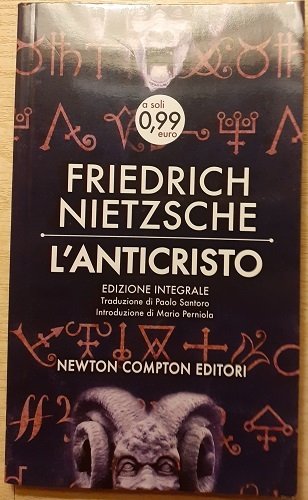 a soli
0,99
euro
FRIEDRICH
NIETZSCHE
L'ANTICRISTO
EDIZIONE INTEGRALE
Traduzione di Paolo Santoro
Introduzione di Mario Perniola
NEWTON COMPTON EDITORI